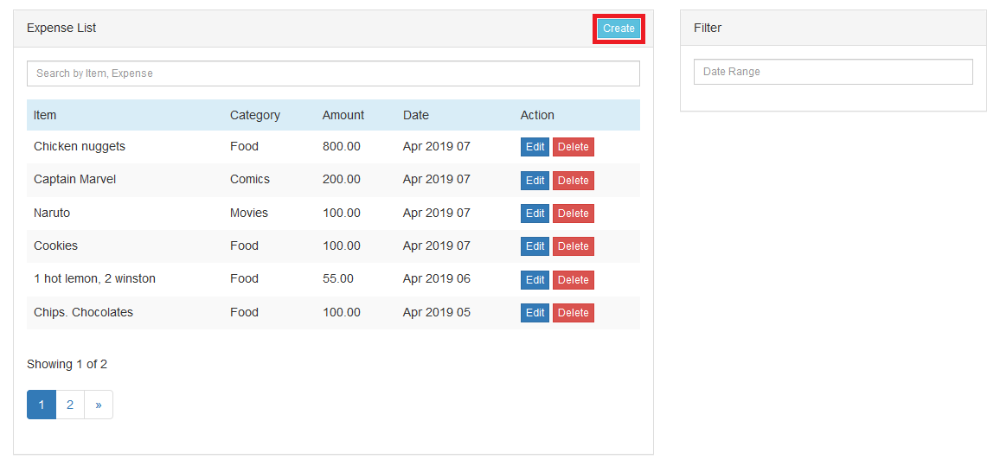 Expense List Create
Search by Item, Expense
Item Category Amount Date Action
Chicken nuggets Food 800.00 Apr 2019 07 Edit Delete
Captain Marvel Comics 200.00 Apr 2019 07 Edit Delete
Naruto Movies 100.00 Apr 2019 07 Edit Delete
Cookies Food 100.00 Apr 2019 07 Edit Delete
1 hot lemon, 2 winston Food 55.00 Apr 2019 06 Edit Delete
Chips. Chocolates Food 100.00 Apr 2019 05 Edit Delete
Showing 1 of 2
1 2 »
Filter
Date Range